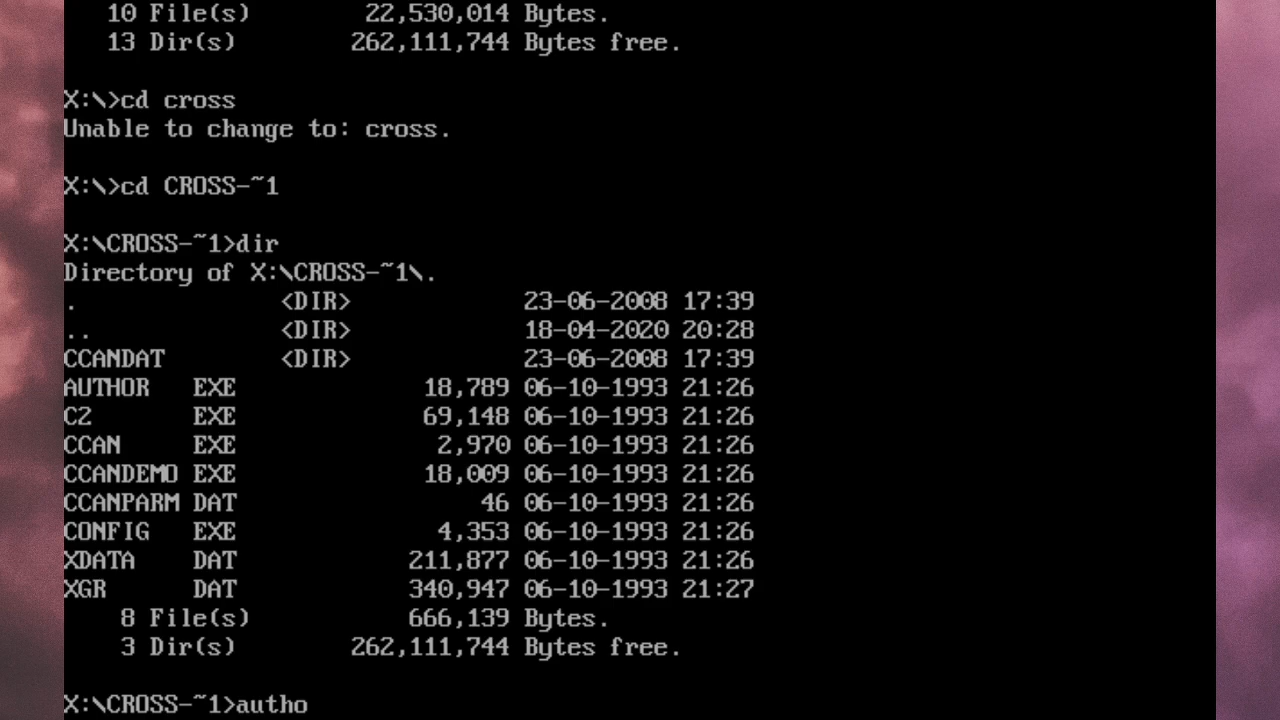 10 File(s) 22,530,014 Bytes.
13 Dir(s) 262,111,744 Bytes free.
X:\>cd cross
Unable to change to: cross.
X:\>cd CROSS-~1
X:\CROSS-~1>dir
Directory of X:\CROSS-~1\.
. <DIR> 23-06-2008 17:39
.. <DIR> 18-04-2020 20:28
CCANDAT <DIR> 23-06-2008 17:39
AUTHOR EXE 18,789 06-10-1993 21:26
C2 EXE 69,148 06-10-1993 21:26
CCAN EXE 2,970 06-10-1993 21:26
CCANDEMO EXE 18,009 06-10-1993 21:26
CCANPARM DAT 46 06-10-1993 21:26
CONFIG EXE 4,353 06-10-1993 21:26
XDATA DAT 211,877 06-10-1993 21:26
XGR DAT 340,947 06-10-1993 21:27
8 File(s) 666,139 Bytes.
3 Dir(s) 262,111,744 Bytes free.
X:\CROSS-~1>autho